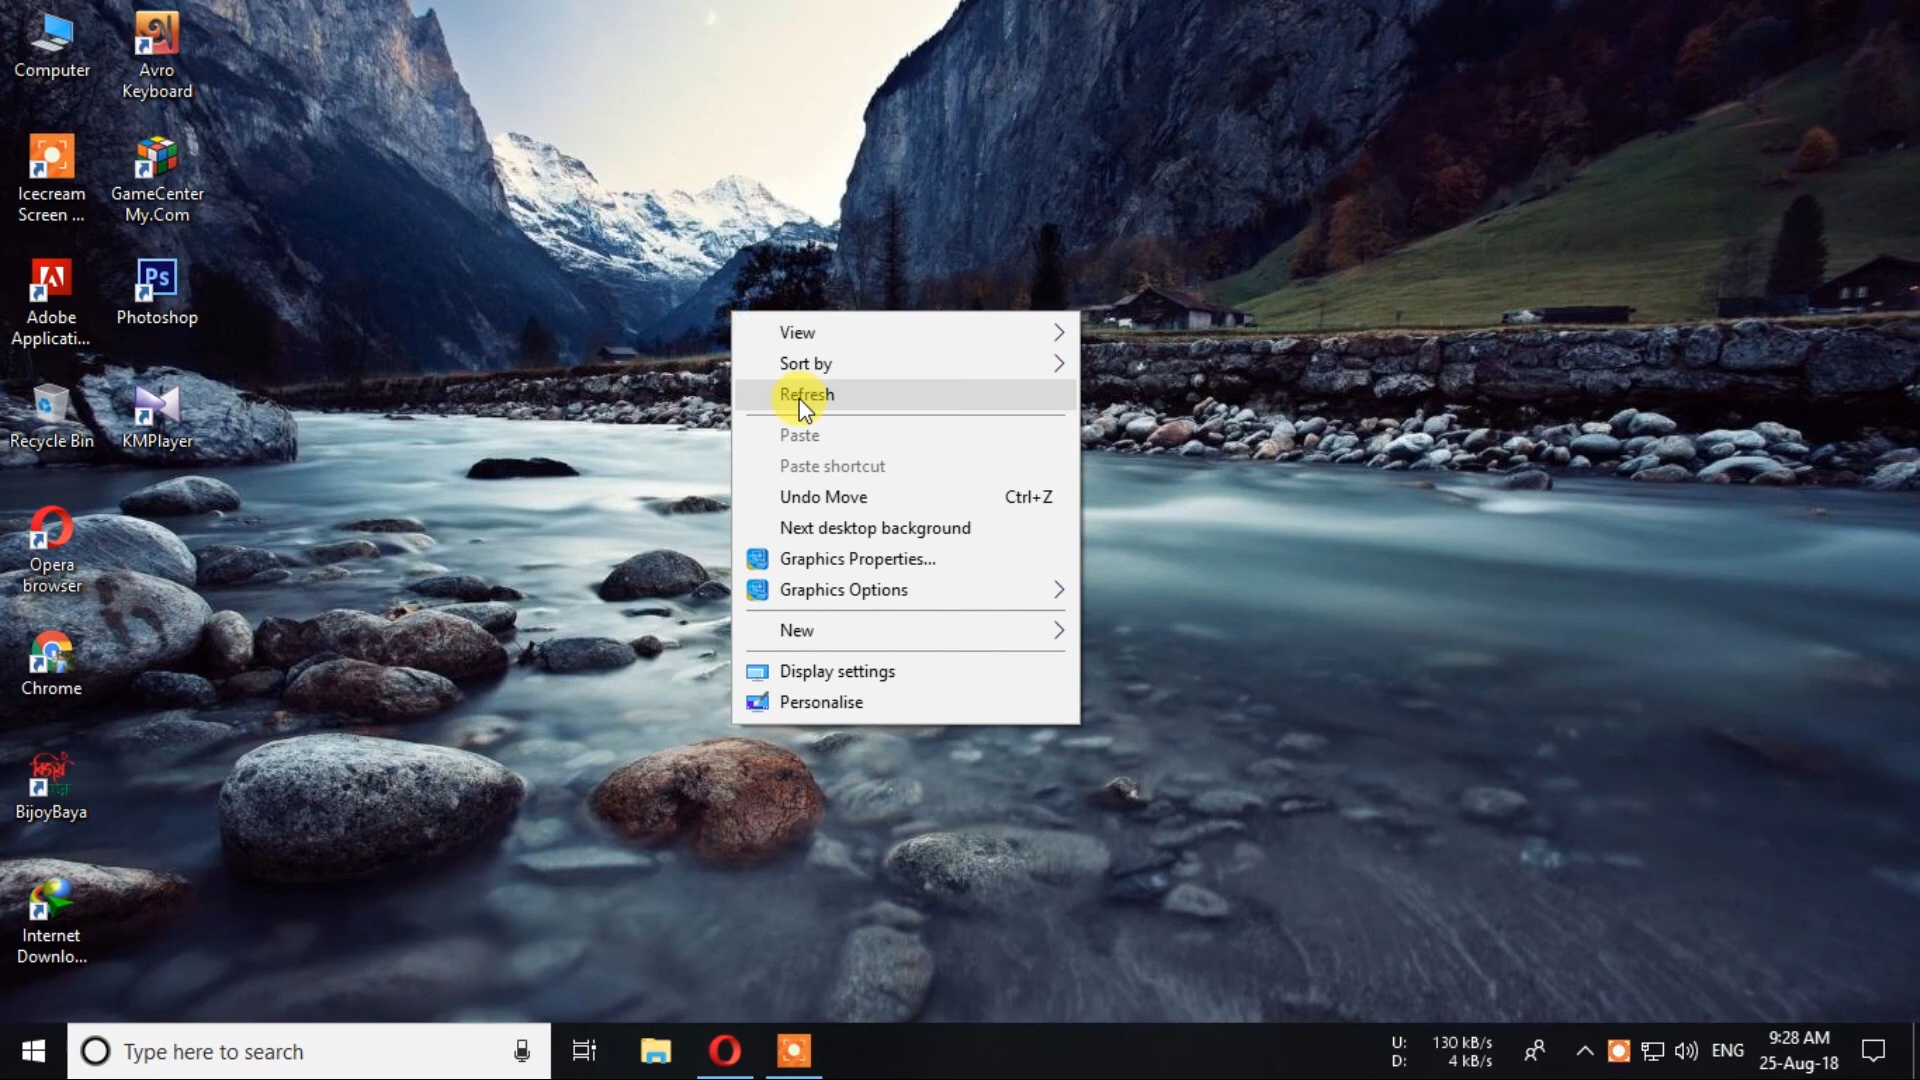 Computer
Avro
Keyboard
Icecream
Screen ...
GameCenter
My.Com
Adobe
Applicati...
Ps
Photoshop
Recycle Bin
KMPlayer
Opera
browser
Chrome
BijoyBaya
Internet
Downlo...
View
Sort by
Refresh
Paste
Paste shortcut
Undo Move Ctrl+Z
Next desktop background
Graphics Properties...
Graphics Options
New
Display settings
Personalise
Type here to search
U: 130 kB/s
D: 4 kB/s
ENG
9:28 AM
25-Aug-18